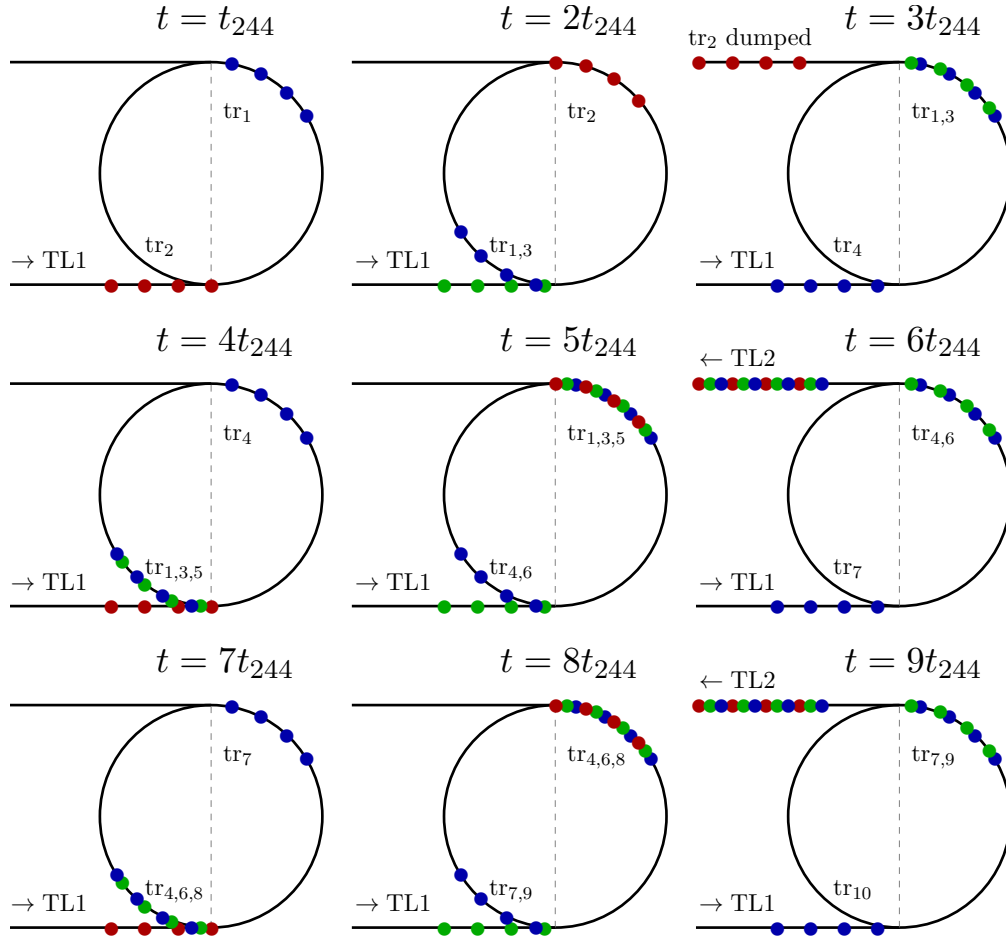 t = t₂₄₄
tr₁
tr₂
→ TL1
t = 2t₂₄₄
tr₂
tr₁,₃
→ TL1
tr₂ dumped
t = 3t₂₄₄
tr₁,₃
tr₄
→ TL1
t = 4t₂₄₄
tr₄
tr₁,₃,₅
→ TL1
t = 5t₂₄₄
tr₁,₃,₅
tr₄,₆
→ TL1
t = 6t₂₄₄
← TL2
tr₄,₆
tr₇
→ TL1
t = 7t₂₄₄
tr₇
tr₄,₆,₈
→ TL1
t = 8t₂₄₄
tr₄,₆,₈
tr₇,₉
→ TL1
t = 9t₂₄₄
← TL2
tr₇,₉
tr₁₀
→ TL1